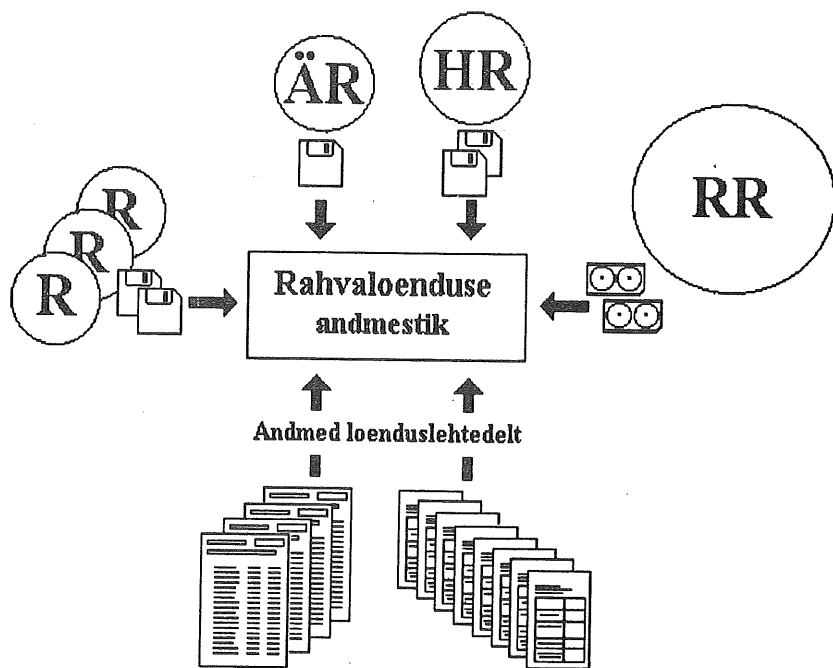 ÄR
HR
RR
R
R
R
Rahvaloenduse
andmestik
Andmed loenduslehtedelt